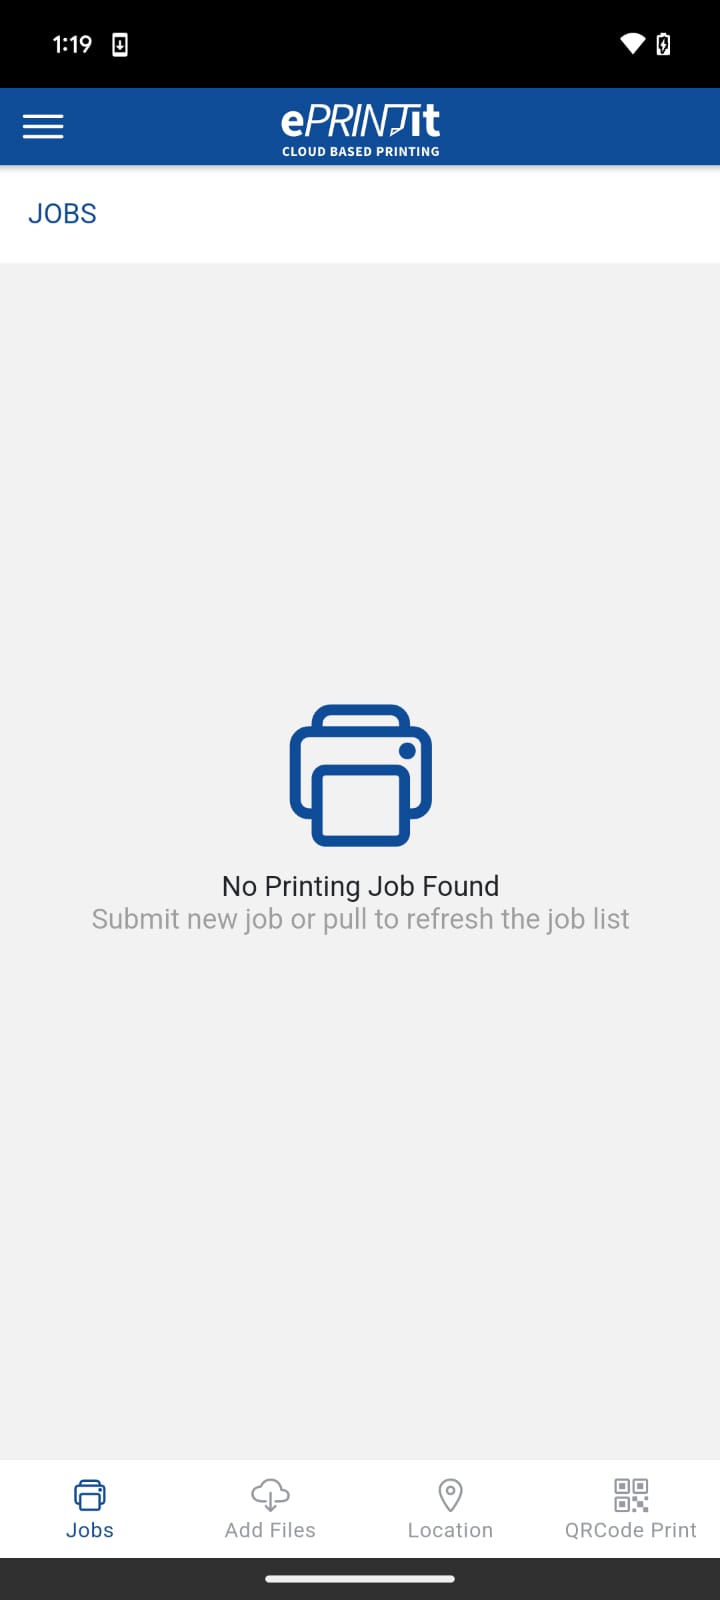 1:19
ePRINTit
CLOUD BASED PRINTING
JOBS
No Printing Job Found
Submit new job or pull to refresh the job list
Jobs
Add Files
Location
QRCode Print